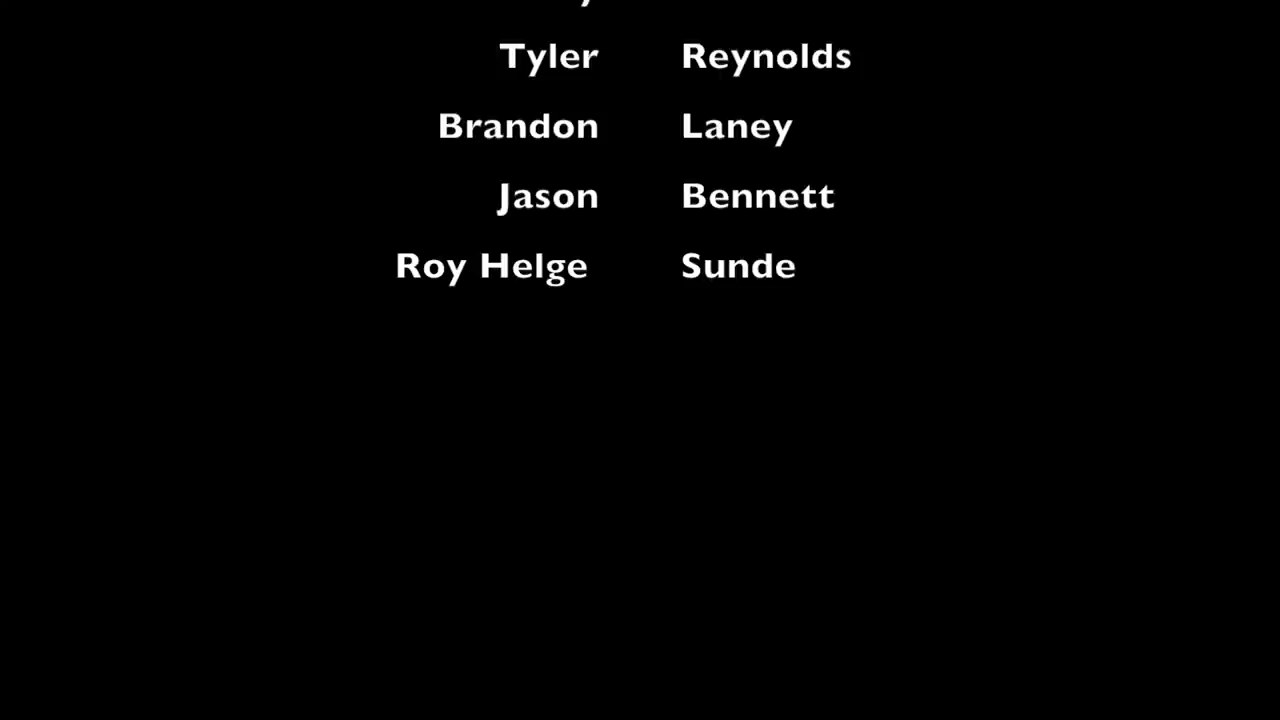 Tyler Reynolds
Brandon Laney
Jason Bennett
Roy Helge Sunde